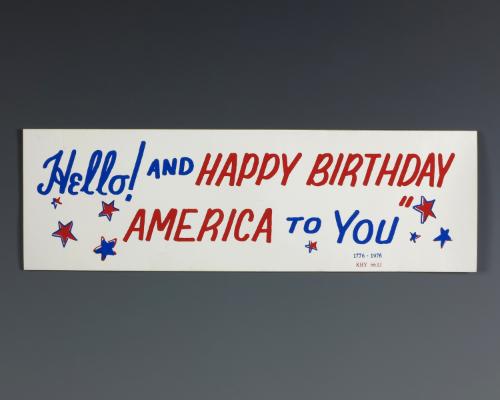 Hello! AND HAPPY BIRTHDAY
AMERICA TO YOU"
1776 - 1976